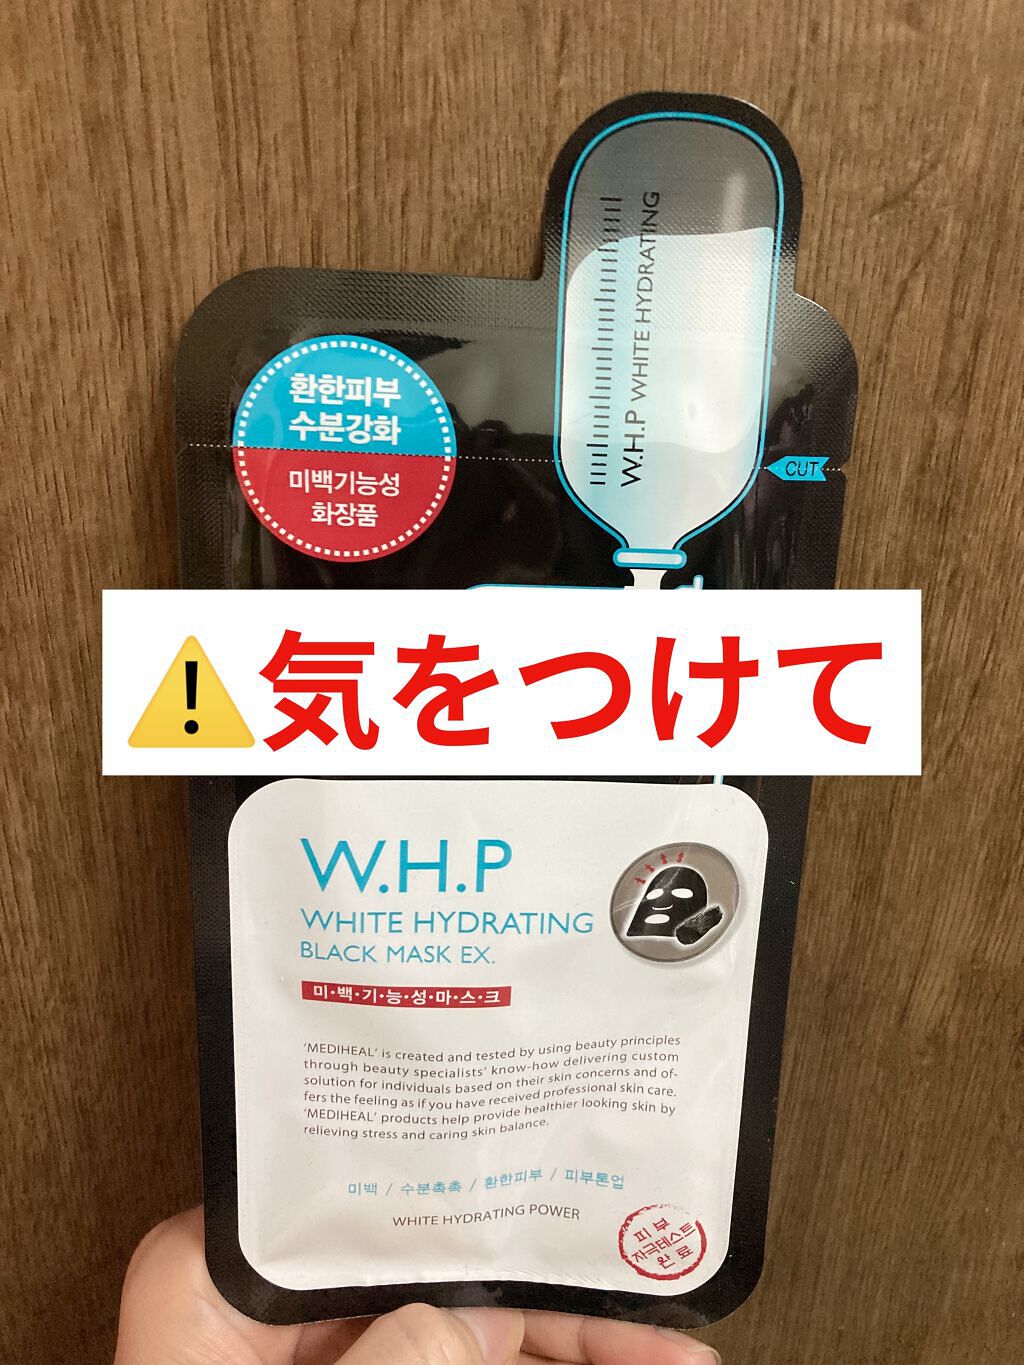 W.H.P WHITE HYDRATING
환한피부
수분강화
미백기능성
화장품
CUT
⚠️気をつけて
W.H.P
WHITE HYDRATING
BLACK MASK EX.
미·백·기·능·성·마·스·크
'MEDIHEAL' is created and tested by using beauty principles
through beauty specialists' know-how delivering custom
solution for individuals based on their skin concerns and of-
fers the feeling as if you have received professional skin care.
'MEDIHEAL' products help provide healthier looking skin by
relieving stress and caring skin balance.
미백 / 수분촉촉 / 환한피부 / 피부톤업
WHITE HYDRATING POWER
피부
자극테스트
완료